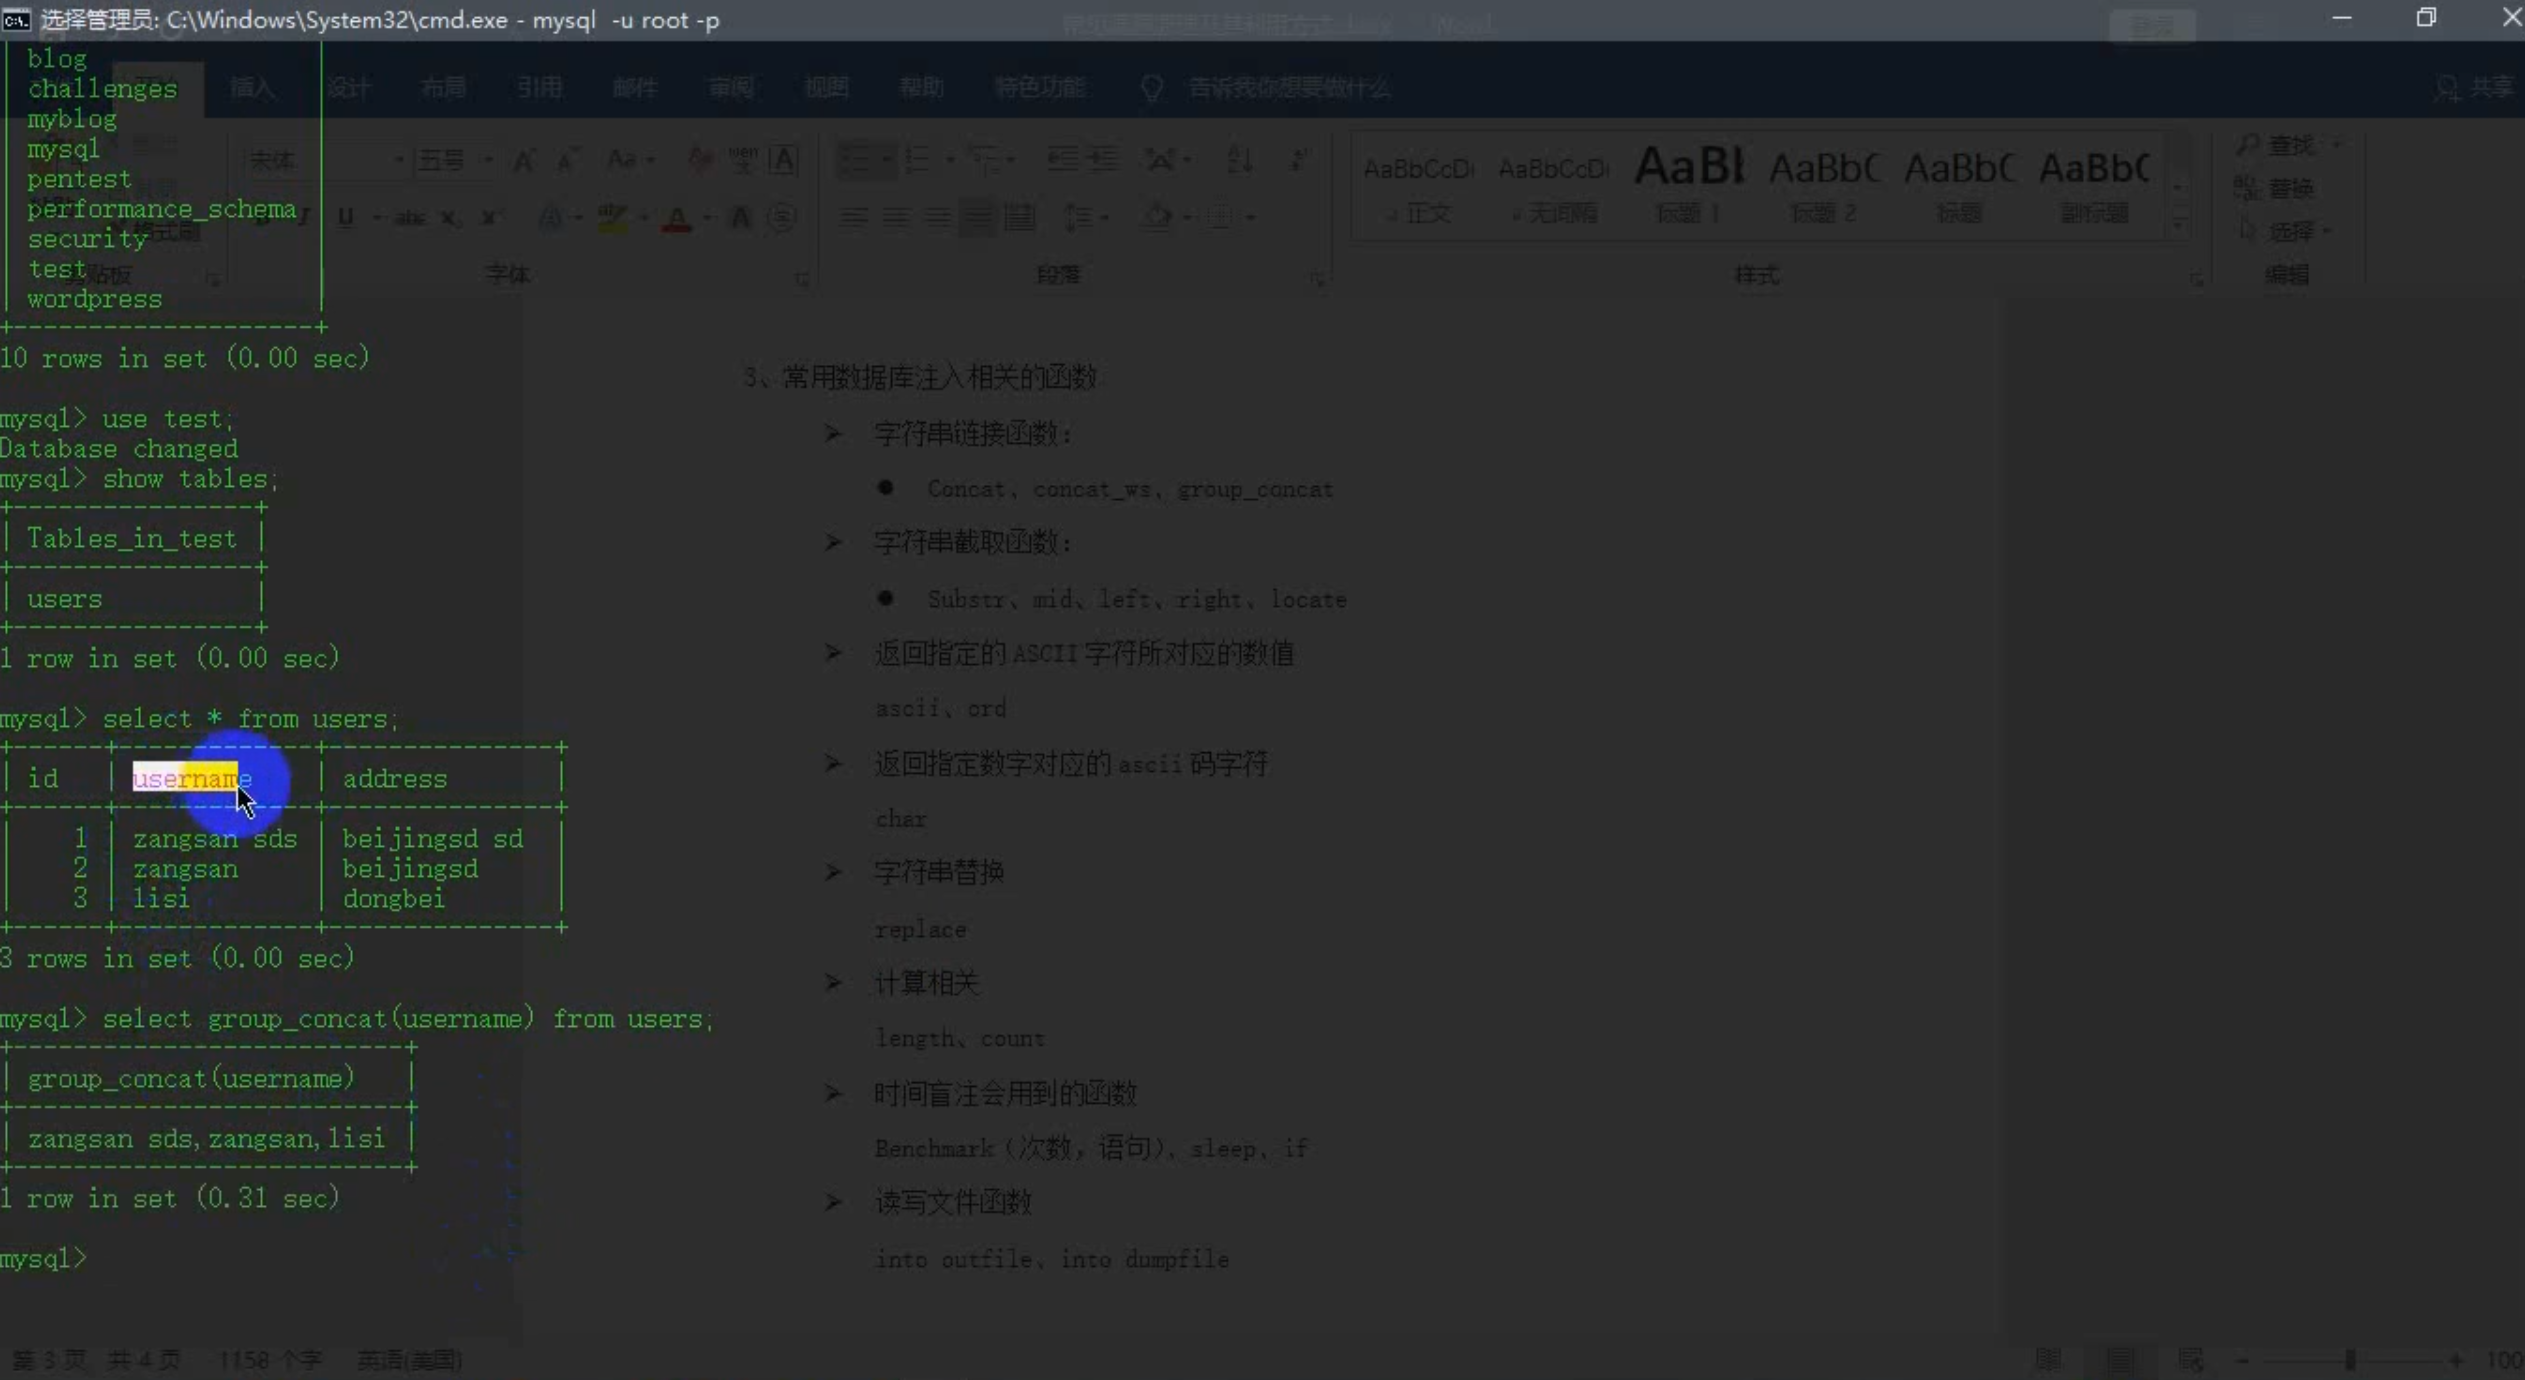 选择管理员: C:\Windows\System32\cmd.exe - mysql  -u root -p
插入 设计 布局 引用 邮件 审阅 视图 帮助 特色功能 告诉我你想要做什么 共享
宋体 五号
AaBbCcDı AaBbCcDı AaBl AaBbC AaBbC AaBbC
正文 无间隔 标题 1 标题 2 标题 副标题
查找
替换
选择
格式刷
剪贴板 字体 段落 样式 编辑
blog
challenges
myblog
mysql
pentest
performance_schema
security
test
wordpress
10 rows in set (0.00 sec)
mysql> use test;
Database changed
mysql> show tables;
Tables_in_test
users
1 row in set (0.00 sec)
mysql> select * from users;
id | username | address
1 | zangsan sds | beijingsd sd
2 | zangsan | beijingsd
3 | lisi | dongbei
3 rows in set (0.00 sec)
mysql> select group_concat(username) from users;
group_concat(username)
zangsan sds,zangsan,lisi
1 row in set (0.31 sec)
mysql>
3、常用数据库注入相关的函数
➢ 字符串链接函数：
● Concat、concat_ws、group_concat
➢ 字符串截取函数：
● Substr、mid、left、right、locate
➢ 返回指定的 ASCII 字符所对应的数值
ascii、ord
➢ 返回指定数字对应的 ascii 码字符
char
➢ 字符串替换
replace
➢ 计算相关
length、count
➢ 时间盲注会用到的函数
Benchmark（次数，语句）、sleep、if
➢ 读写文件函数
into outfile、into dumpfile
第 3 页 共 4 页 1158 个字 英语(美国)